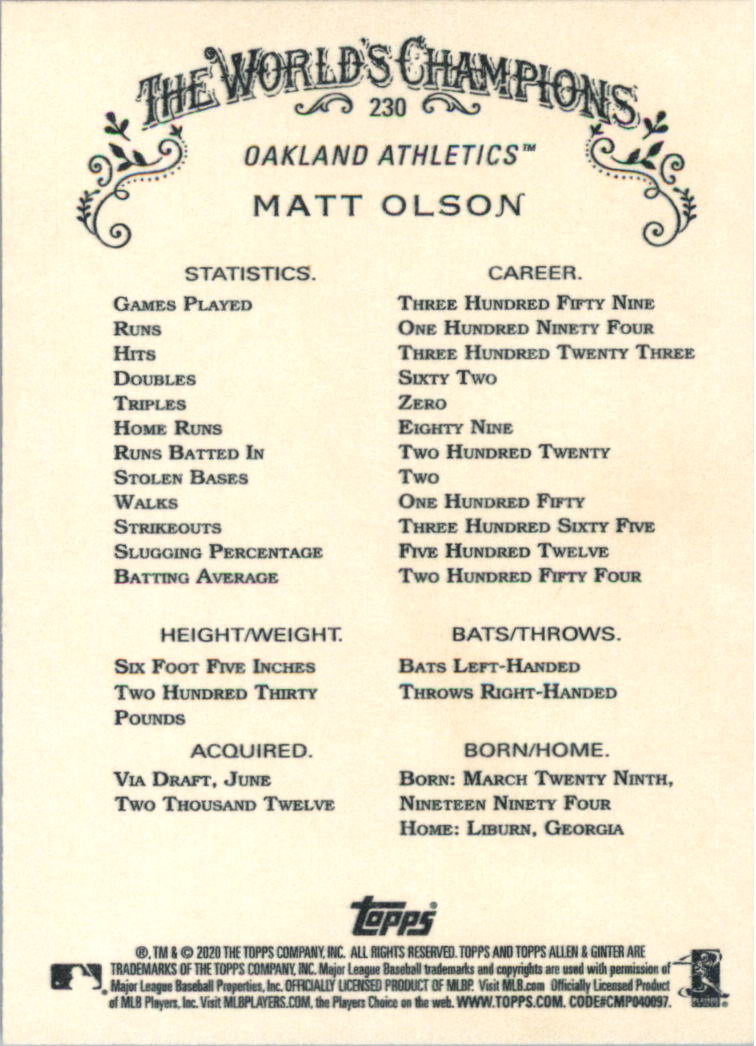 THE WORLD'S CHAMPIONS
230
OAKLAND ATHLETICS™
MATT OLSON
STATISTICS. CAREER.
GAMES PLAYED THREE HUNDRED FIFTY NINE
RUNS ONE HUNDRED NINETY FOUR
HITS THREE HUNDRED TWENTY THREE
DOUBLES SIXTY TWO
TRIPLES ZERO
HOME RUNS EIGHTY NINE
RUNS BATTED IN TWO HUNDRED TWENTY
STOLEN BASES TWO
WALKS ONE HUNDRED FIFTY
STRIKEOUTS THREE HUNDRED SIXTY FIVE
SLUGGING PERCENTAGE FIVE HUNDRED TWELVE
BATTING AVERAGE TWO HUNDRED FIFTY FOUR
HEIGHT/WEIGHT.
SIX FOOT FIVE INCHES
TWO HUNDRED THIRTY
POUNDS
BATS/THROWS.
BATS LEFT-HANDED
THROWS RIGHT-HANDED
ACQUIRED.
VIA DRAFT, JUNE
TWO THOUSAND TWELVE
BORN/HOME.
BORN: MARCH TWENTY NINTH,
NINETEEN NINETY FOUR
HOME: LIBURN, GEORGIA
topps®
®, TM & © 2020 THE TOPPS COMPANY, INC. ALL RIGHTS RESERVED. TOPPS AND TOPPS ALLEN & GINTER ARE
TRADEMARKS OF THE TOPPS COMPANY, INC. Major League Baseball trademarks and copyrights are used with permission of
Major League Baseball Properties, Inc. OFFICIALLY LICENSED PRODUCT OF MLBP. Visit MLB.com Officially Licensed Product
of MLB Players, Inc. Visit MLBPLAYERS.COM, the Players Choice on the web. WWW.TOPPS.COM. CODE#CMP040097.